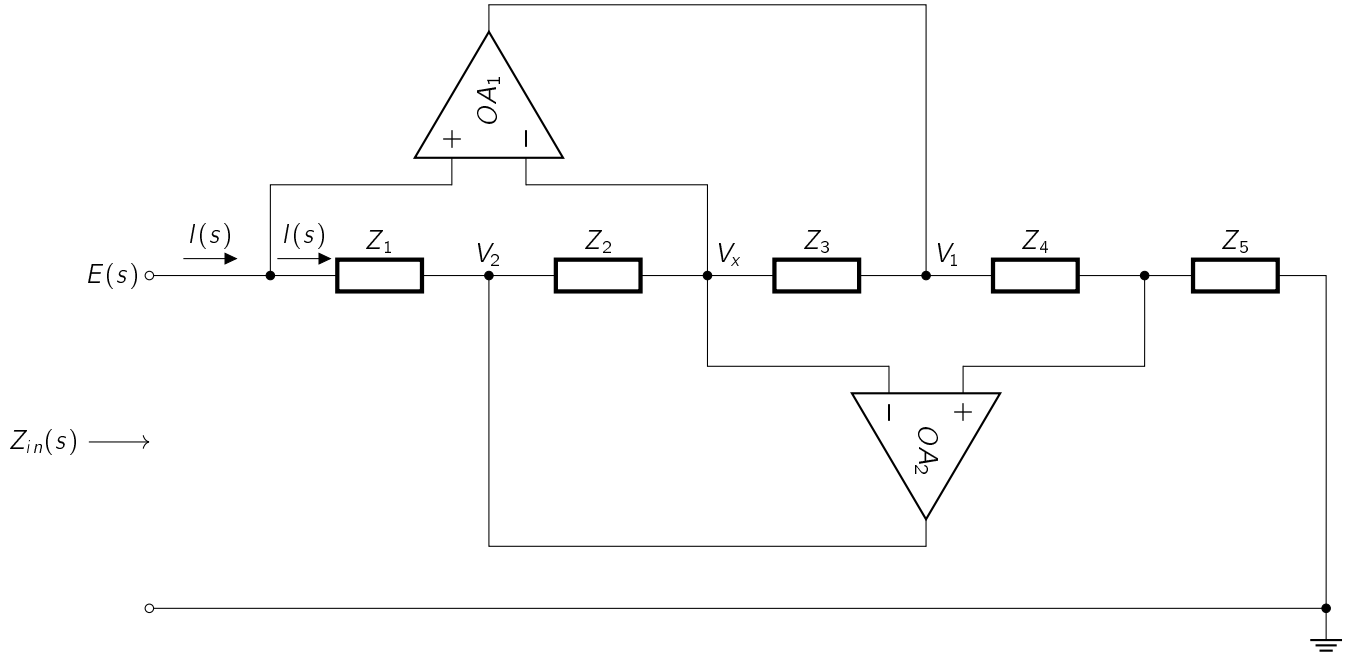 OA₁
+ −
I(s) I(s) Z₁ V₂ Z₂ Vₓ Z₃ V₁ Z₄ Z₅
E(s)
− +
OA₂
Zᵢₙ(s)